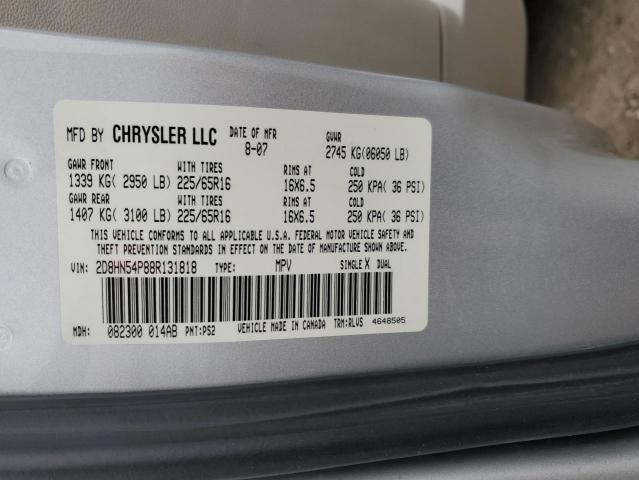 MFD BY CHRYSLER LLC DATE OF MFR 8-07 GVWR 2745 KG(06050 LB)
GAWR FRONT WITH TIRES RIMS AT COLD
1339 KG( 2950 LB) 225/65R16 16X6.5 250 KPA( 36 PSI)
GAWR REAR WITH TIRES RIMS AT COLD
1407 KG( 3100 LB) 225/65R16 16X6.5 250 KPA( 36 PSI)
THIS VEHICLE CONFORMS TO ALL APPLICABLE U.S.A. FEDERAL MOTOR VEHICLE SAFETY AND
THEFT PREVENTION STANDARDS IN EFFECT ON THE DATE OF MANUFACTURE SHOWN ABOVE.
VIN: 2D8HN54P88R131818 TYPE: MPV SINGLE X DUAL
MDH: 082300 014AB PNT:PS2 VEHICLE MADE IN CANADA TRM:RLVS 4648505